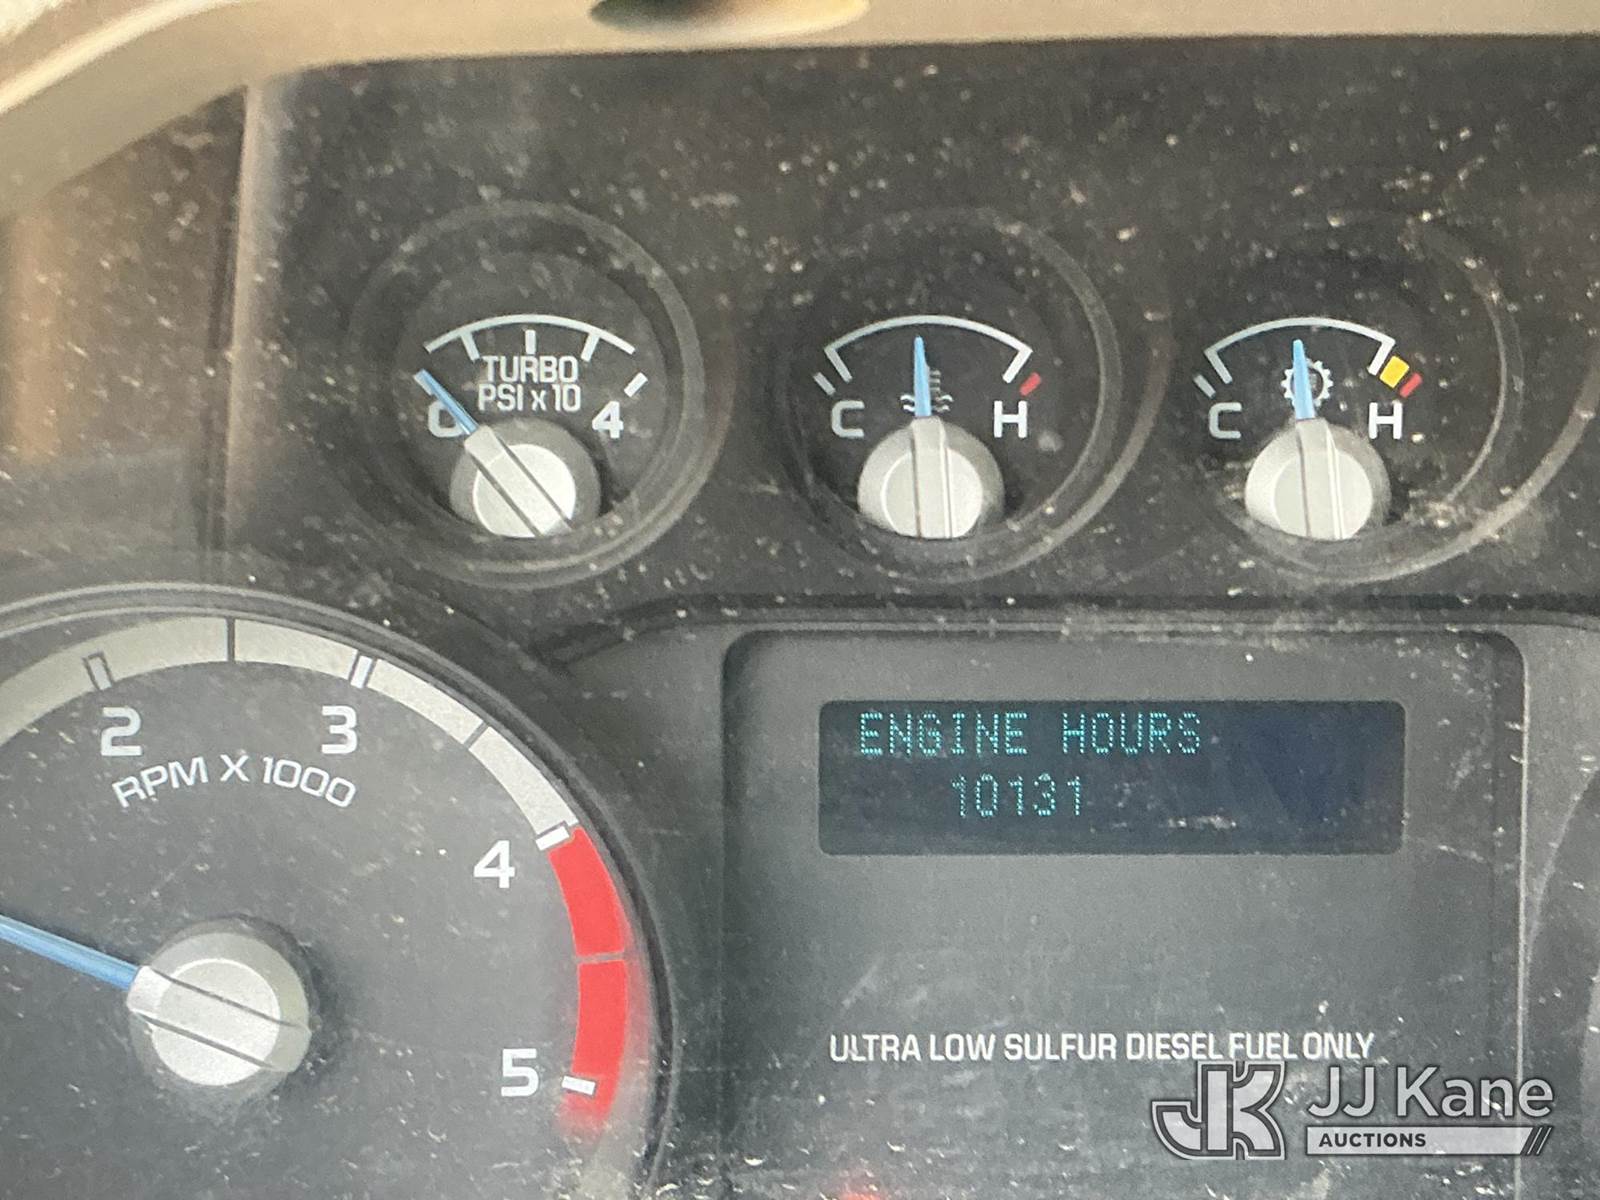 TURBO
PSI x 10
0 4
C H
C H
2 3 4 5
RPM X 1000
ENGINE HOURS
10131
ULTRA LOW SULFUR DIESEL FUEL ONLY
JK JJ Kane
AUCTIONS